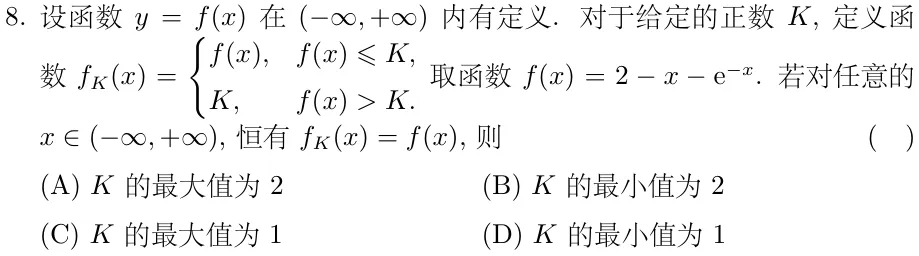 8. 设函数 y = f(x) 在 (−∞, +∞) 内有定义. 对于给定的正数 K, 定义函
数 f_K(x) = { f(x), f(x) ⩽ K, K, f(x) > K. 取函数 f(x) = 2 − x − e^{−x}. 若对任意的
x ∈ (−∞, +∞), 恒有 f_K(x) = f(x), 则 ( )
(A) K 的最大值为 2 (B) K 的最小值为 2
(C) K 的最大值为 1 (D) K 的最小值为 1